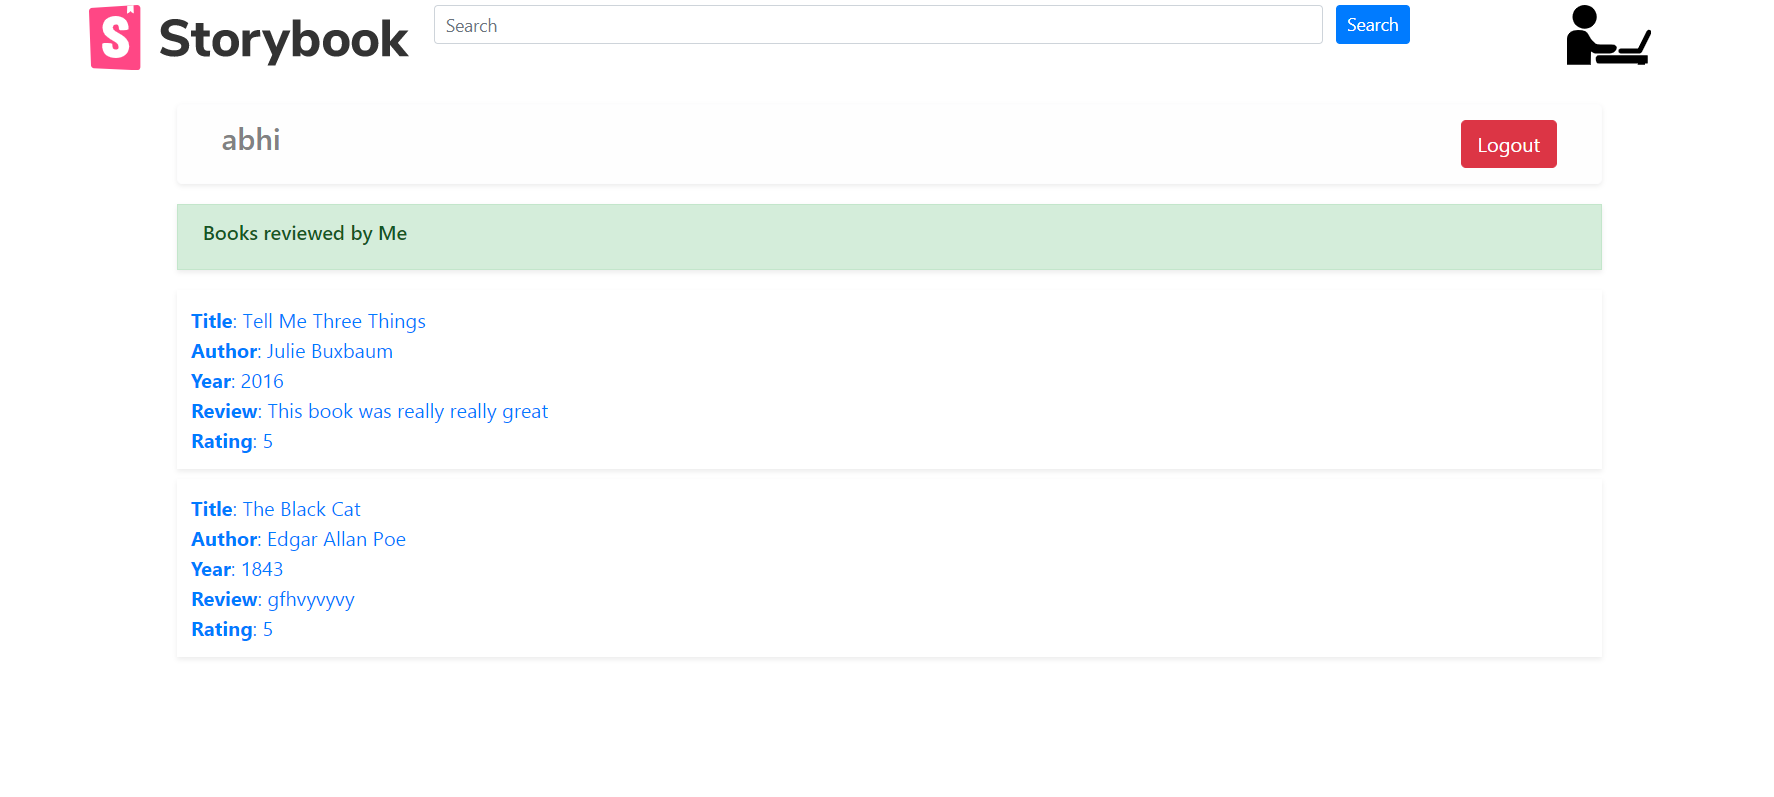 Storybook
Search
Search
abhi
Logout
Books reviewed by Me
Title: Tell Me Three Things
Author: Julie Buxbaum
Year: 2016
Review: This book was really really great
Rating: 5
Title: The Black Cat
Author: Edgar Allan Poe
Year: 1843
Review: gfhvyvyvy
Rating: 5